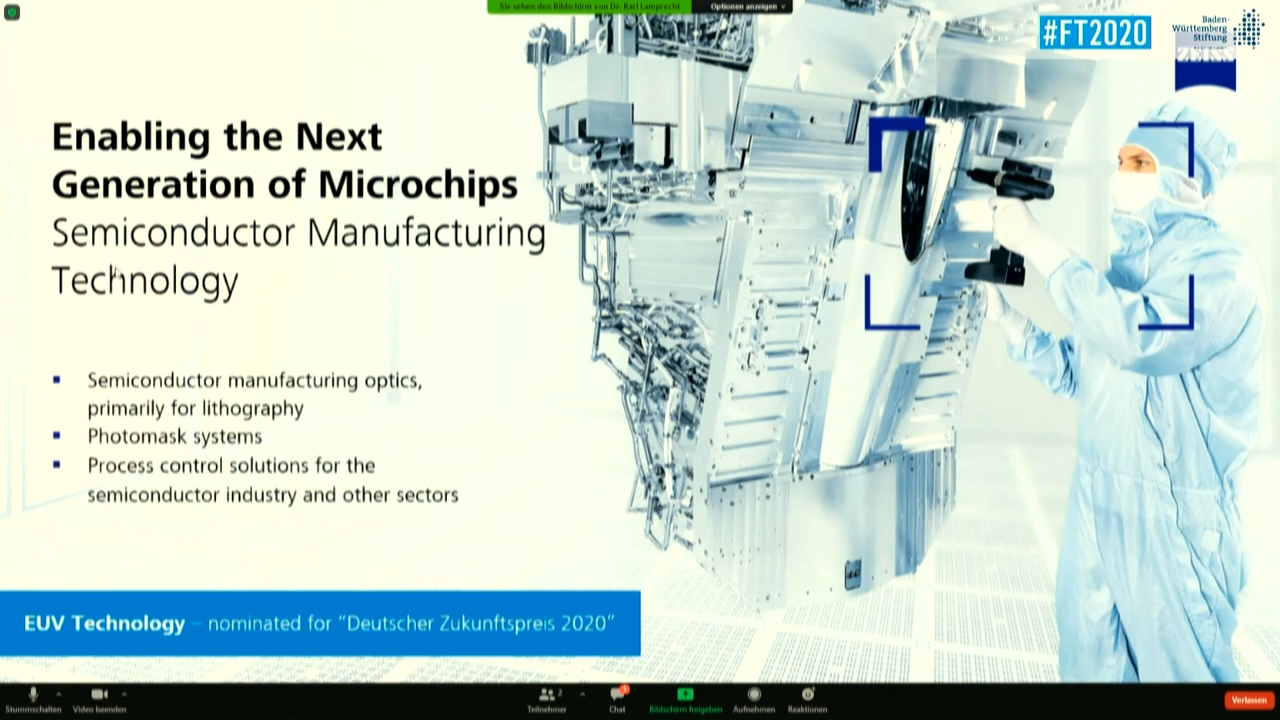 Sie sehen den Bildschirm von Dr. Karl Lamprecht
Optionen anzeigen
#FT2020
Baden-
Württemberg
Stiftung
ZEISS
Enabling the Next
Generation of Microchips
Semiconductor Manufacturing
Technology
Semiconductor manufacturing optics,
primarily for lithography
Photomask systems
Process control solutions for the
semiconductor industry and other sectors
EUV Technology – nominated for “Deutscher Zukunftspreis 2020”
Stummschalten
Video beenden
Teilnehmer
2
Chat
1
Bildschirm freigeben
Aufnehmen
Reaktionen
Verlassen